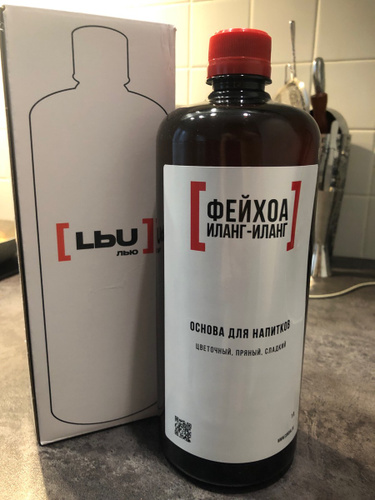 LЬU
ЛЬЮ
ФЕЙХОА
ИЛАНГ-ИЛАНГ
ОСНОВА ДЛЯ НАПИТКОВ
ЦВЕТОЧНЫЙ, ПРЯНЫЙ, СЛАДКИЙ